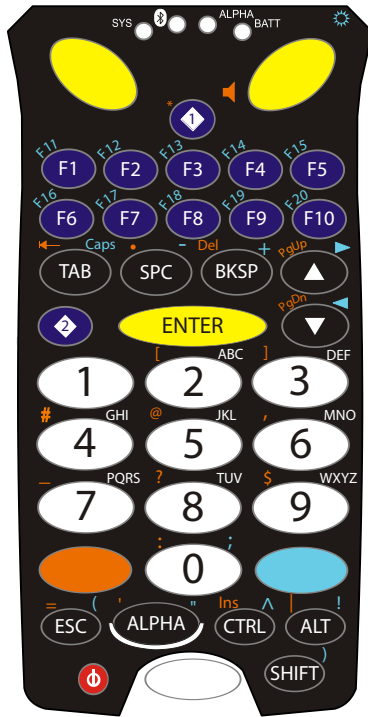 SYS ALPHA BATT
*
1
F11 F12 F13 F14 F15
F1 F2 F3 F4 F5
F16 F17 F18 F19 F20
F6 F7 F8 F9 F10
Caps • - Del + PgUp
TAB SPC BKSP
PgDn
2 ENTER
[ ABC ] DEF
1 2 3
# GHI @ JKL , MNO
4 5 6
_ PQRS ? TUV $ WXYZ
7 8 9
: ;
0
= ( ' " Ins ^ | !
ESC ALPHA CTRL ALT
)
SHIFT